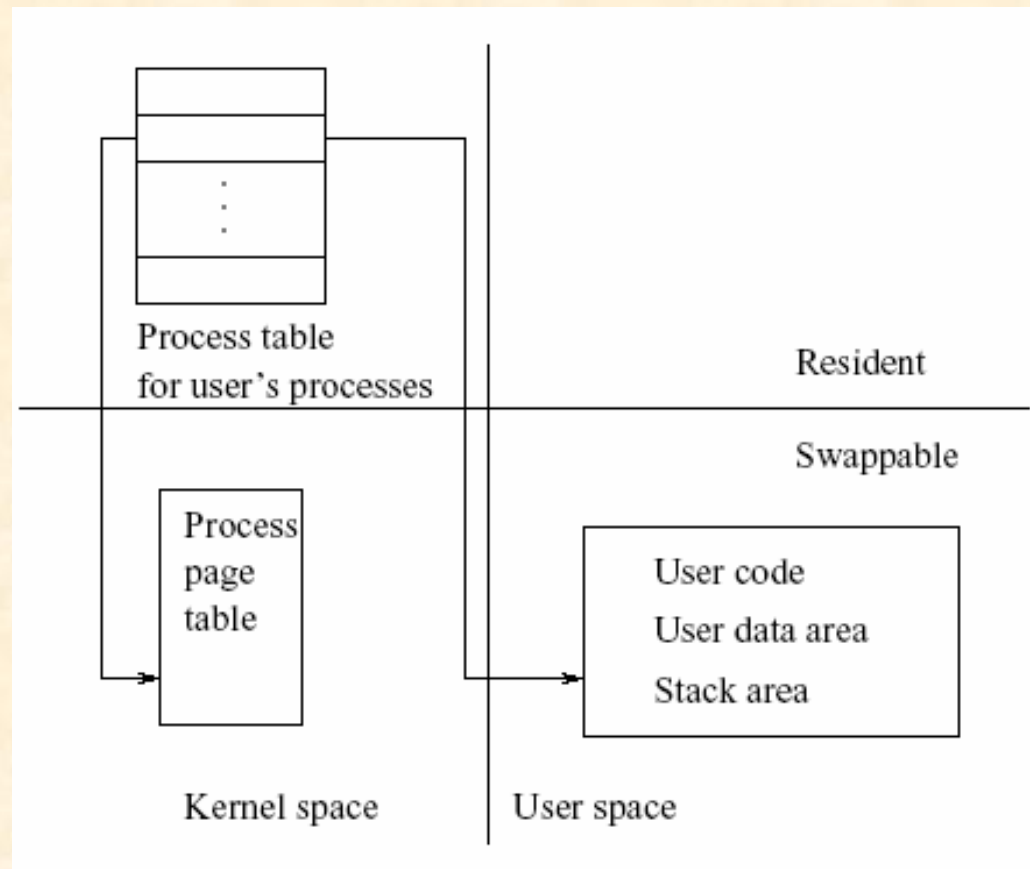 Process table
for user's processes
Resident
Swappable
Process
page
table
User code
User data area
Stack area
Kernel space
User space